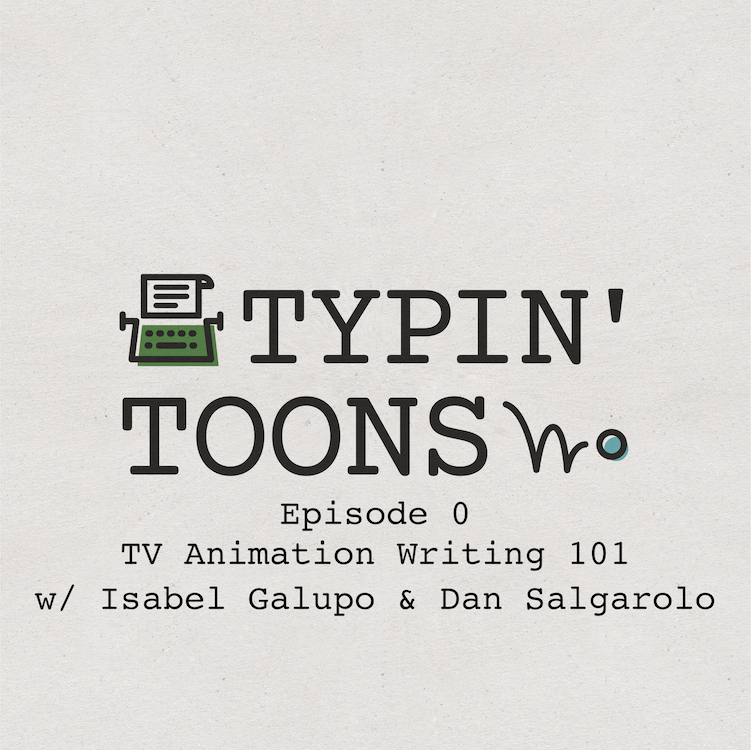 TYPIN'
TOONS
Episode 0
TV Animation Writing 101
w/ Isabel Galupo & Dan Salgarolo